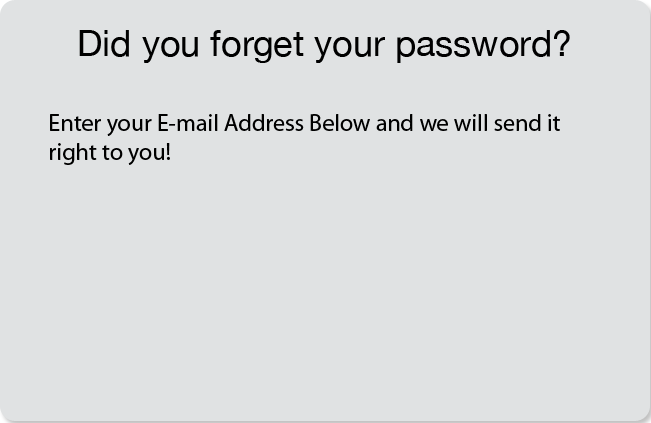 Did you forget your password?
Enter your E-mail Address Below and we will send it
right to you!